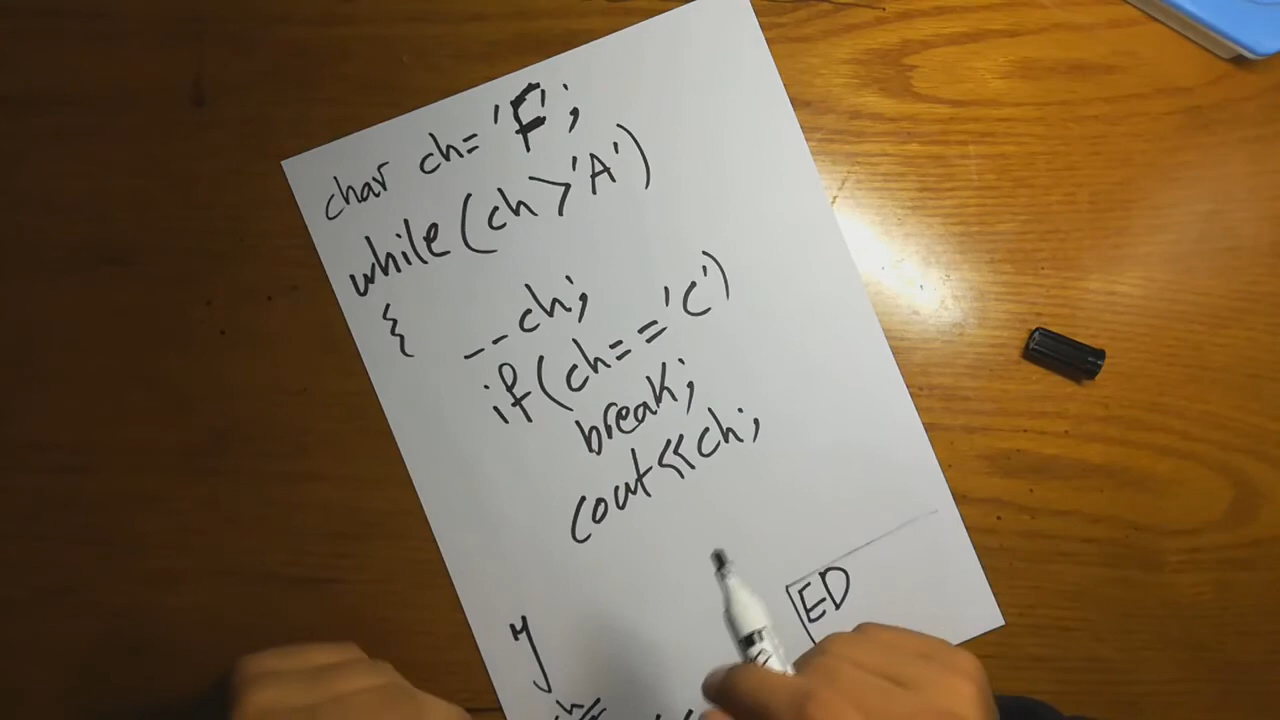 char ch='F';
while(ch>'A')
{ --ch;
if(ch=='C')
break;
cout<<ch;
ED
}